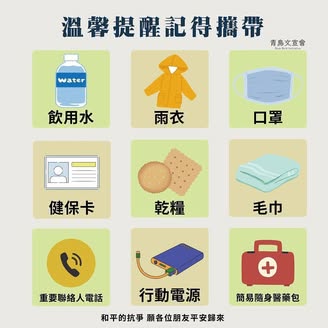 溫馨提醒記得攜帶
青鳥文宣會
Water
飲用水
雨衣
口罩
健保卡
乾糧
毛巾
重要聯絡人電話
行動電源
簡易隨身醫藥包
和平的抗爭 願各位朋友平安歸來